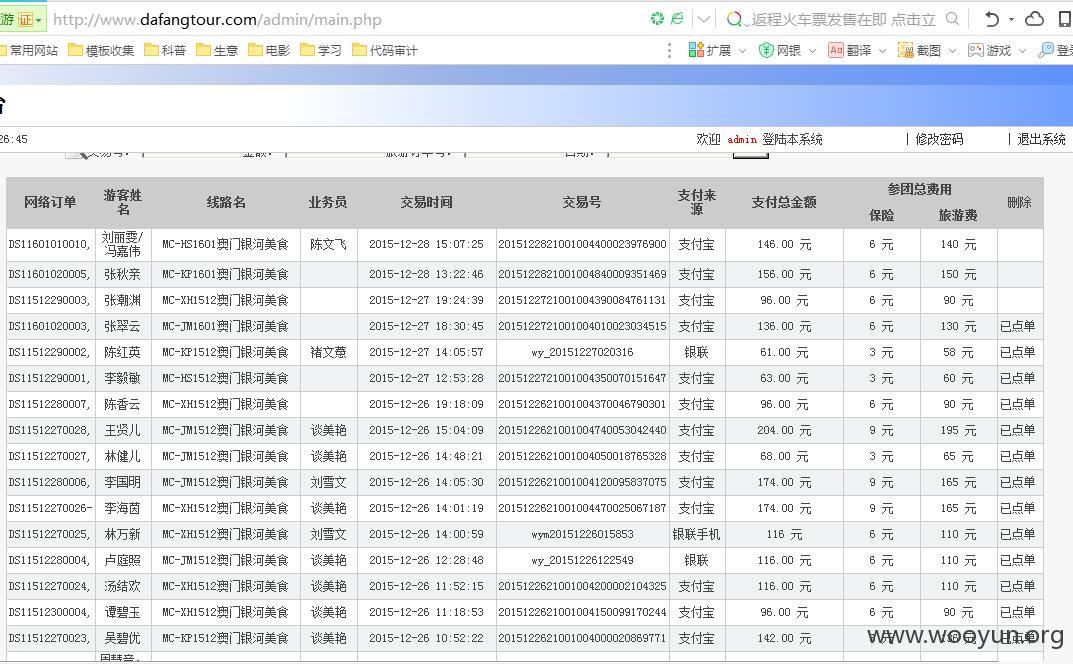 游 证 http://www.dafangtour.com/admin/main.php 返程火车票发售在即 点击立
常用网站 模板收集 科普 生意 电影 学习 代码审计 扩展 网银 Aあ 翻译 截图 游戏 登
26:45 欢迎 admin 登陆本系统 | 修改密码 | 退出系统
网络订单 游客姓名 线路名 业务员 交易时间 交易号 支付来源 支付总金额 参团总费用 删除
保险 旅游费
DS11601010010, 刘丽雯/冯嘉伟 MC-HS1601澳门银河美食 陈文飞 2015-12-28 15:07:25 2015122821001004400023976900 支付宝 146.00 元 6 元 140 元
DS11601020005, 张秋亲 MC-KP1601澳门银河美食 2015-12-28 13:22:46 2015122821001004840009351469 支付宝 156.00 元 6 元 150 元
DS11512290003, 张潮渊 MC-XH1512澳门银河美食 2015-12-27 19:24:39 2015122721001004390084761131 支付宝 96.00 元 6 元 90 元
DS11601020003, 张翠云 MC-JM1601澳门银河美食 2015-12-27 18:30:45 2015122721001004010023034515 支付宝 136.00 元 6 元 130 元 已点单
DS11512290002, 陈红英 MC-KP1512澳门银河美食 褚文薏 2015-12-27 14:05:57 wy_20151227020316 银联 61.00 元 3 元 58 元 已点单
DS11512290001, 李毅敏 MC-HS1512澳门银河美食 2015-12-27 12:53:28 2015122721001004350070151647 支付宝 63.00 元 3 元 60 元 已点单
DS11512280007, 陈香云 MC-XH1512澳门银河美食 2015-12-26 19:18:09 2015122621001004370046790301 支付宝 96.00 元 6 元 90 元 已点单
DS11512270028, 王贤儿 MC-JM1512澳门银河美食 谈美艳 2015-12-26 15:04:09 2015122621001004740053042440 支付宝 204.00 元 9 元 195 元 已点单
DS11512270027, 林健儿 MC-JM1512澳门银河美食 谈美艳 2015-12-26 14:48:21 2015122621001004050018765328 支付宝 68.00 元 3 元 65 元 已点单
DS11512280006, 李国明 MC-JM1512澳门银河美食 刘雪文 2015-12-26 14:05:30 2015122621001004120095837075 支付宝 174.00 元 9 元 165 元 已点单
DS11512270026- 李海茵 MC-XH1512澳门银河美食 谈美艳 2015-12-26 14:01:19 2015122621001004470025067187 支付宝 174.00 元 9 元 165 元 已点单
DS11512270025, 林万新 MC-HS1512澳门银河美食 刘雪文 2015-12-26 14:00:59 wym20151226015853 银联手机 116 元 6 元 110 元 已点单
DS11512280004, 卢庭照 MC-JM1512澳门银河美食 谈美艳 2015-12-26 12:28:48 wy_20151226122549 银联 116.00 元 6 元 110 元 已点单
DS11512270024, 汤结欢 MC-XH1512澳门银河美食 谈美艳 2015-12-26 11:52:15 2015122621001004200002104325 支付宝 116.00 元 6 元 110 元 已点单
DS11512300004, 谭碧玉 MC-XH1512澳门银河美食 谈美艳 2015-12-26 11:18:53 2015122621001004150099170244 支付宝 96.00 元 6 元 90 元 已点单
DS11512270023, 吴碧优 MC-KP1512澳门银河美食 谈美艳 2015-12-26 10:52:22 2015122621001004000020869771 支付宝 142.00 元 已点单
www.wooyun.org